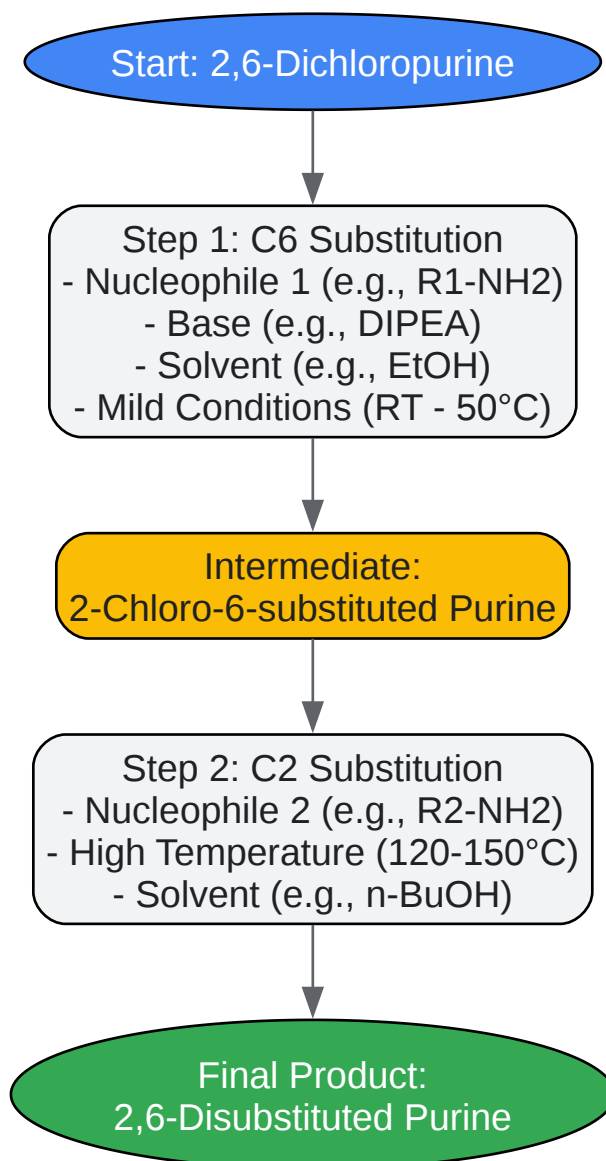 Start: 2,6-Dichloropurine
Step 1: C6 Substitution
- Nucleophile 1 (e.g., R1-NH2)
- Base (e.g., DIPEA)
- Solvent (e.g., EtOH)
- Mild Conditions (RT - 50°C)
Intermediate:
2-Chloro-6-substituted Purine
Step 2: C2 Substitution
- Nucleophile 2 (e.g., R2-NH2)
- High Temperature (120-150°C)
- Solvent (e.g., n-BuOH)
Final Product:
2,6-Disubstituted Purine